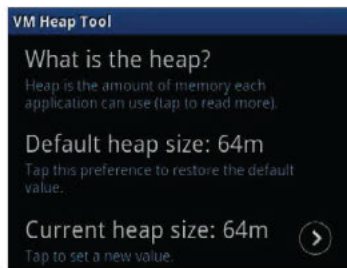 VM Heap Tool
What is the heap?
Heap is the amount of memory each
application can use (tap to read more).
Default heap size: 64m
Tap this preference to restore the default
value.
Current heap size: 64m
Tap to set a new value.